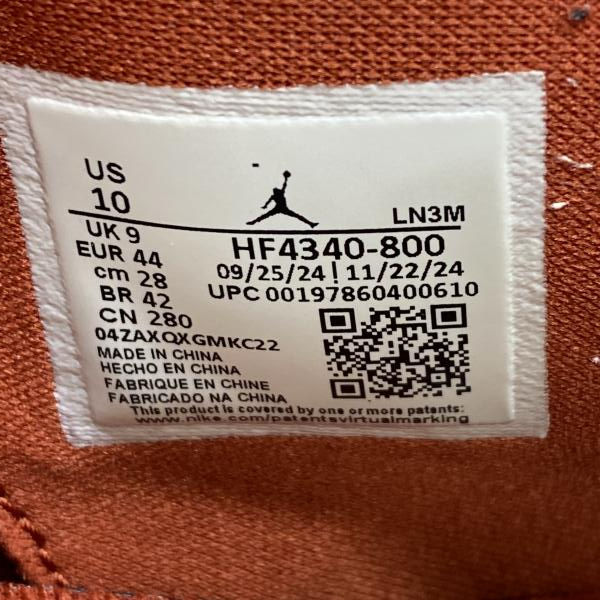 US
10
LN3M
UK 9
EUR 44
cm 28
BR 42
CN 280
HF4340-800
09/25/24 | 11/22/24
UPC 00197860400610
04ZAXQXGMKC22
MADE IN CHINA
HECHO EN CHINA
FABRIQUE EN CHINE
FABRICADO NA CHINA
This product is covered by one or more patents:
www.nike.com/patentsvirtualmarking